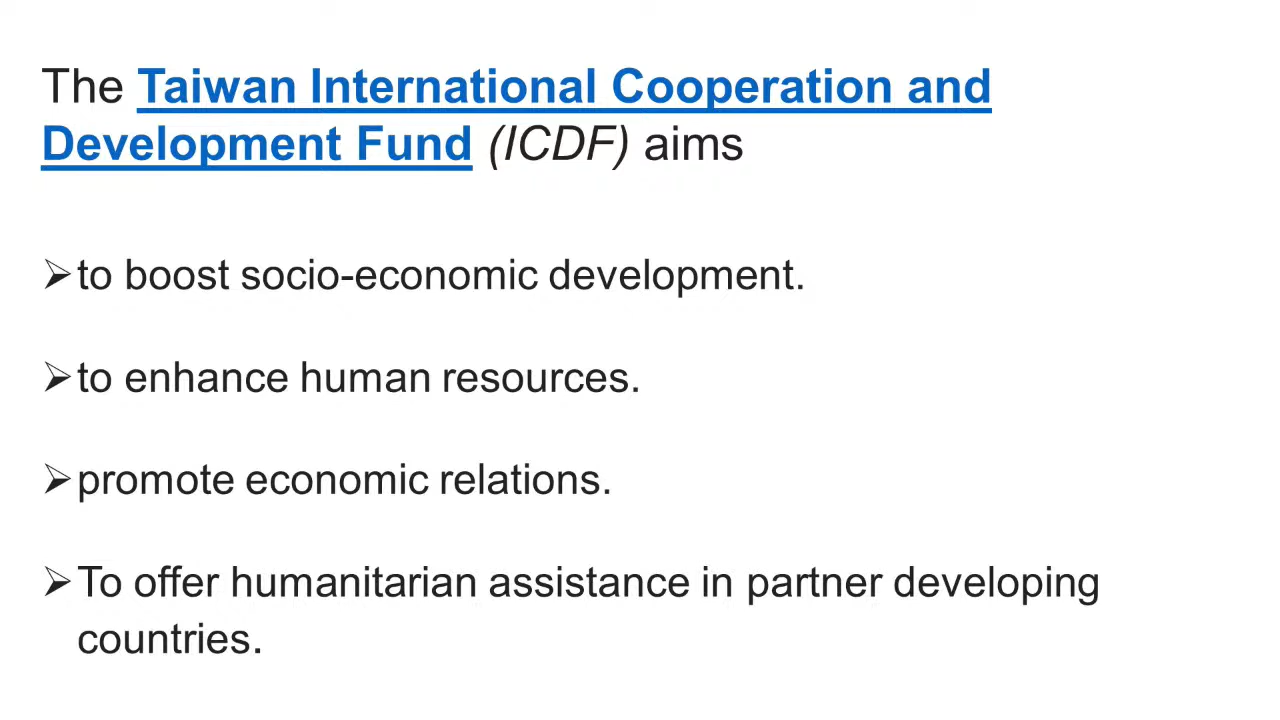 The Taiwan International Cooperation and
Development Fund (ICDF) aims
➢to boost socio-economic development.
➢to enhance human resources.
➢promote economic relations.
➢To offer humanitarian assistance in partner developing
countries.